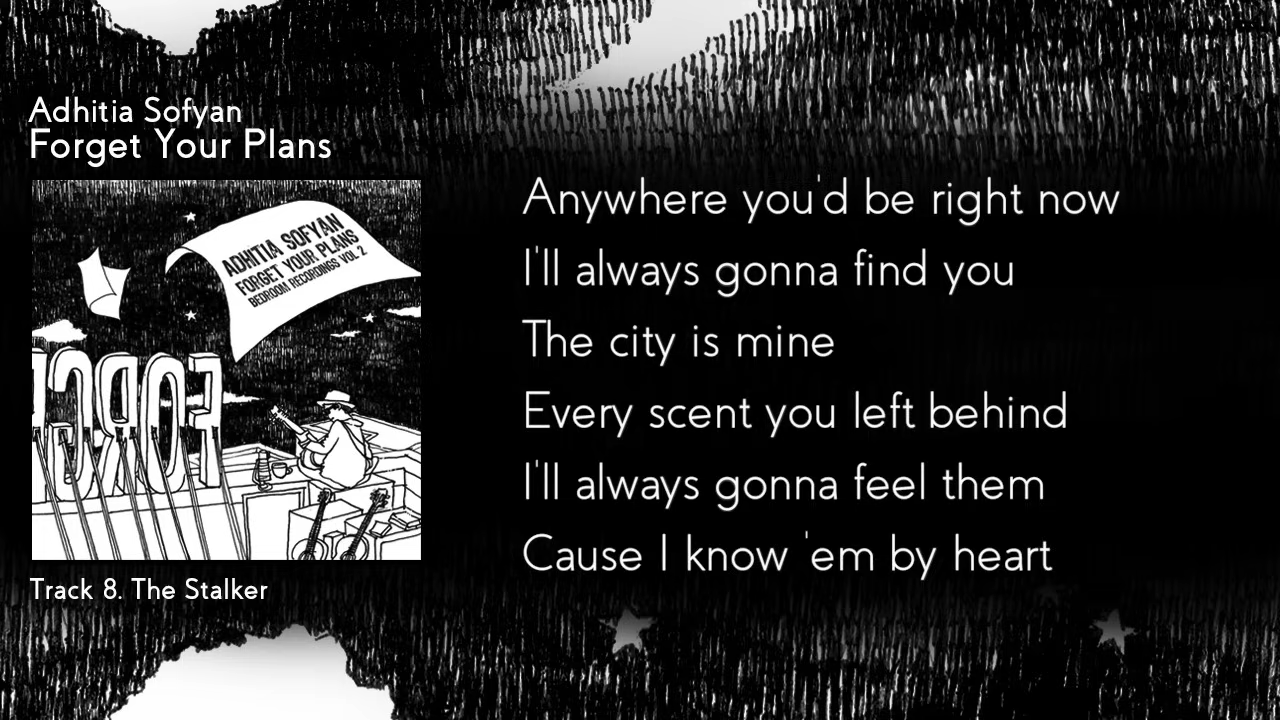 Adhitia Sofyan
Forget Your Plans
ADHITIA SOFYAN
FORGET YOUR PLANS
BEDROOM RECORDINGS VOL 2
FORGE
Track 8. The Stalker
Anywhere you'd be right now
I'll always gonna find you
The city is mine
Every scent you left behind
I'll always gonna feel them
Cause I know 'em by heart